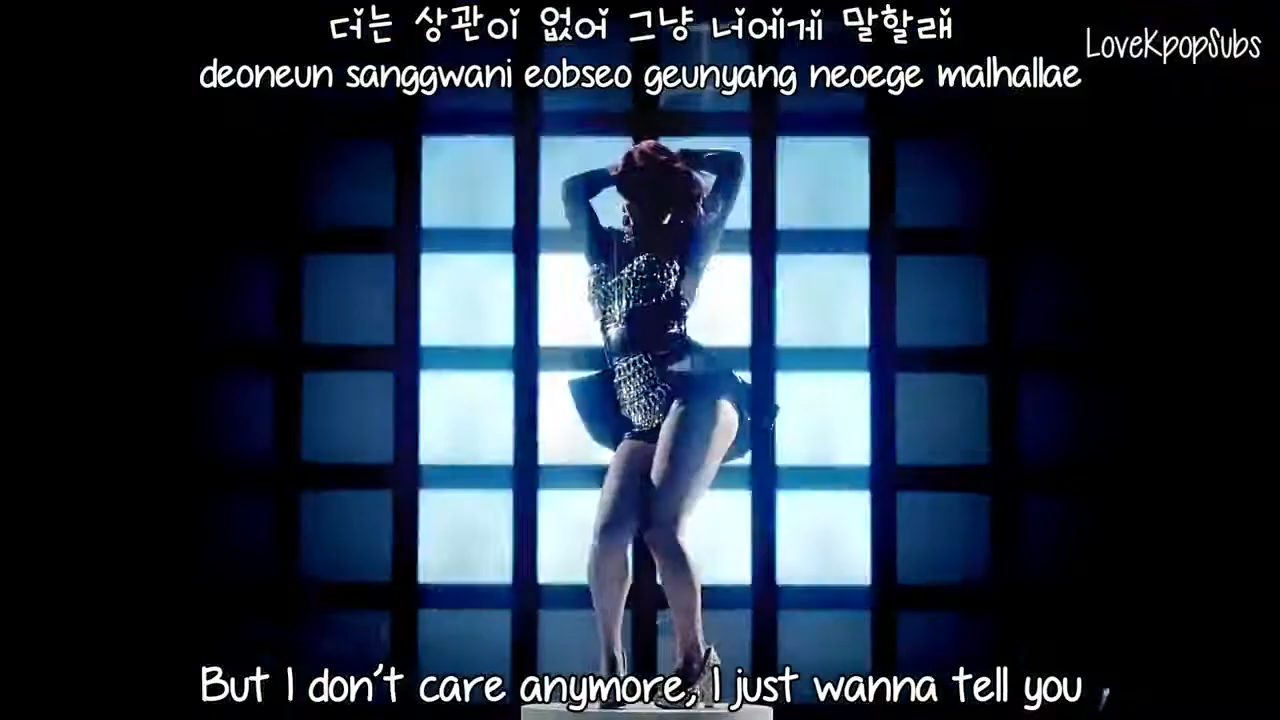 더는 상관이 없어 그냥 너에게 말할래
LoveKpopSubs
deoneun sanggwani eobseo geunyang neoege malhallae
But I don't care anymore, I just wanna tell you ,